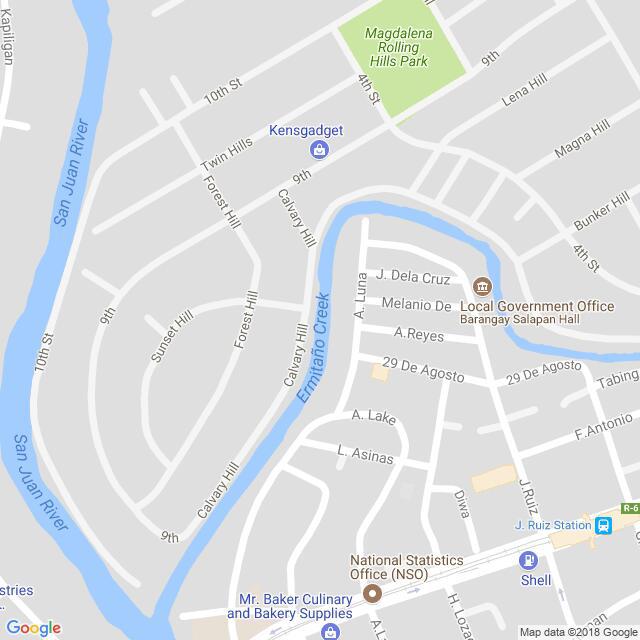 Kapiligan
Magdalena
Rolling
Hills Park
9th
10th St
4th St
Lena Hill
San Juan River
Kensgadget
Magna Hill
Twin Hills
9th
Forest Hill
Calvary Hill
Bunker Hill
4th St
J. Dela Cruz
A. Luna
Melanio De
Local Government Office
Barangay Salapan Hall
9th
Sunset Hill
Forest Hill
Ermitaño Creek
A.Reyes
10th St
Calvary Hill
29 De Agosto
29 De Agosto
Tabing
A. Lake
F.Antonio
San Juan River
L. Asinas
Calvary Hill
Diwa
J.Ruiz
R-6
9th
J. Ruiz Station
National Statistics
Office (NSO)
Shell
stries
..
Mr. Baker Culinary
and Bakery Supplies
H. Lozac
A.L
an
Google
Map data ©2018 Google